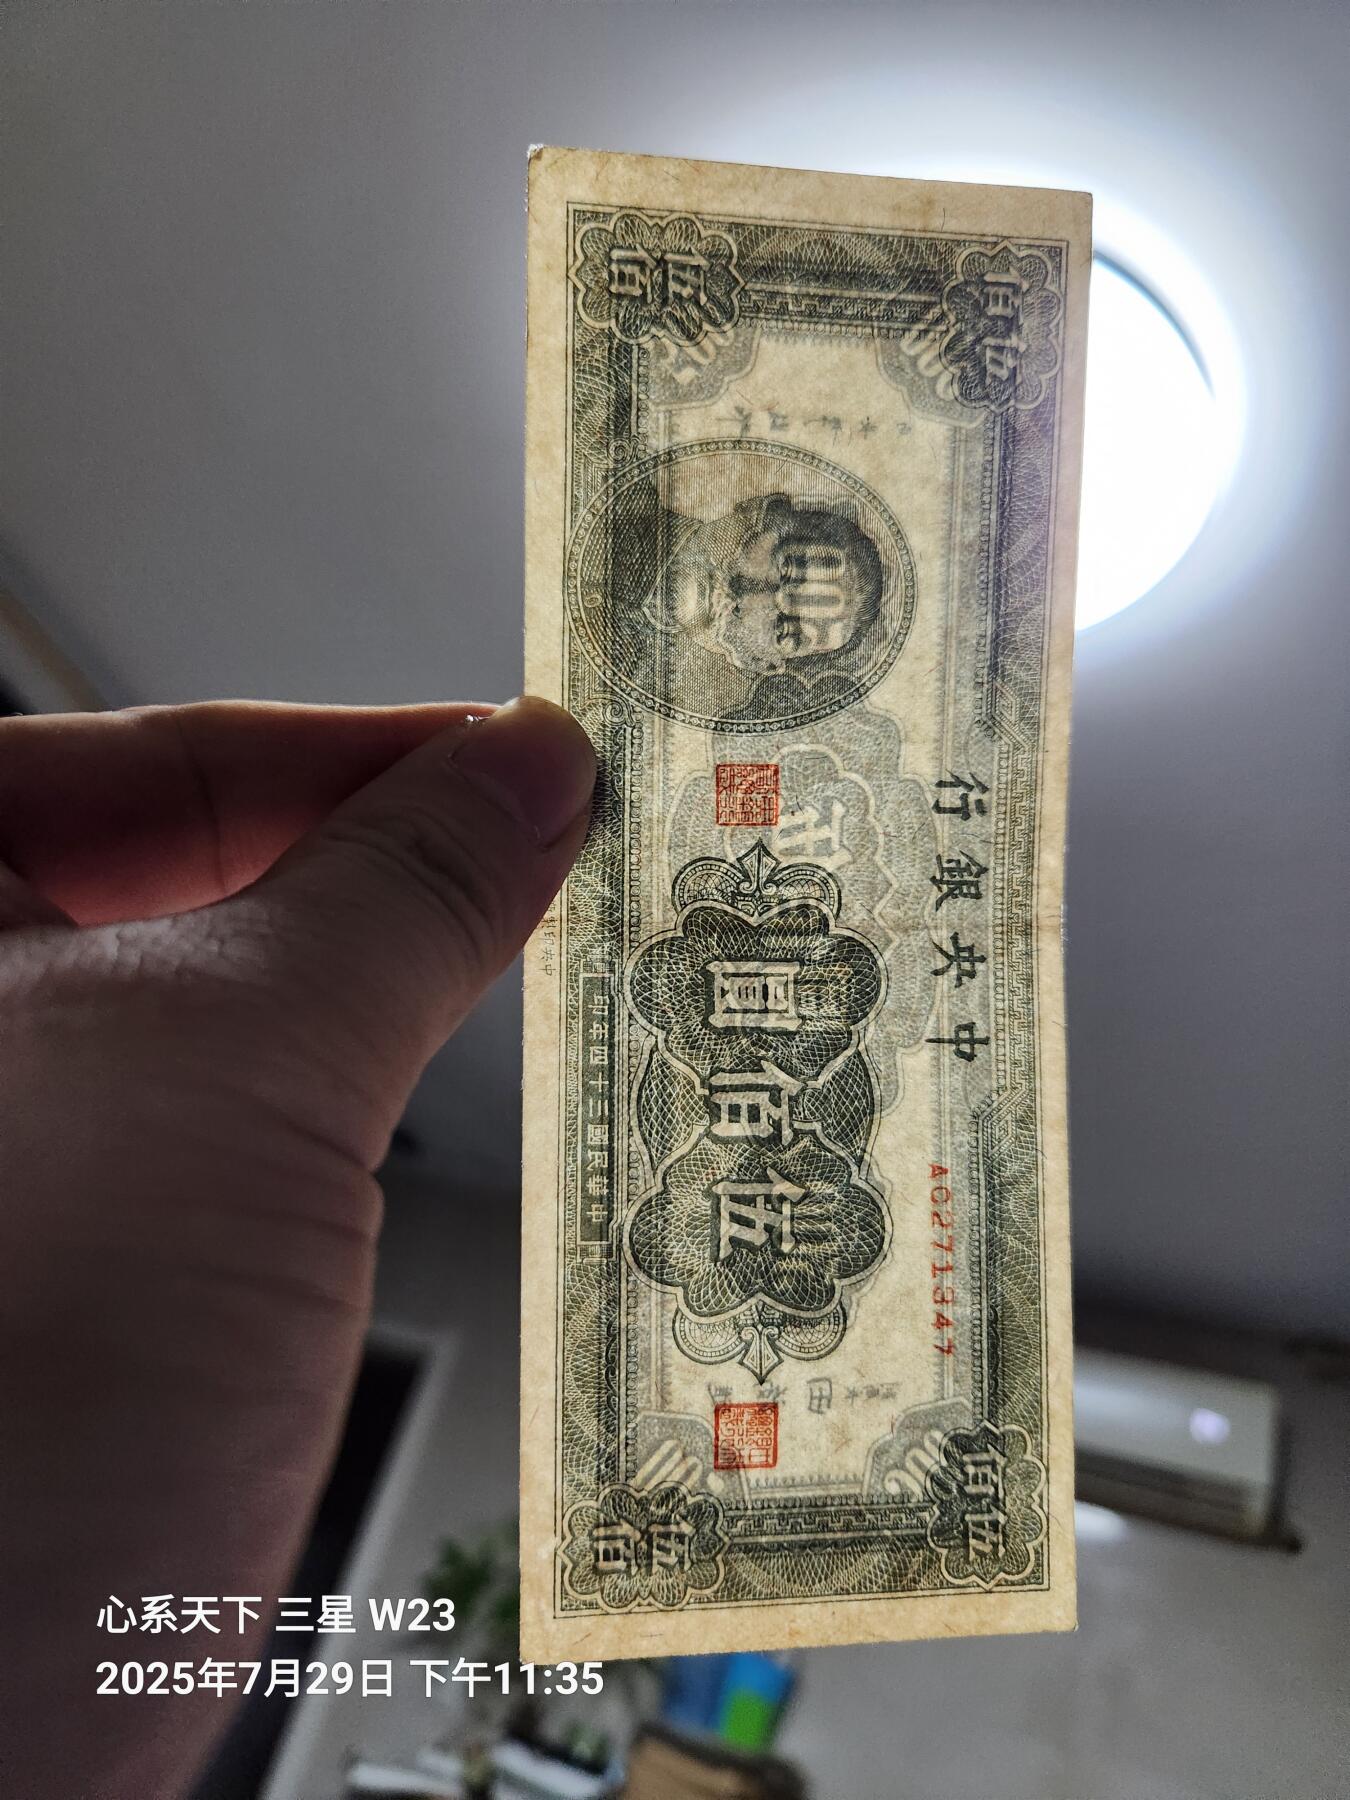 伍佰
伍佰
中央銀行
AC271347
伍佰圓
中華民國三十四年印
伍佰
伍佰
心系天下 三星 W23
2025年7月29日 下午11:35